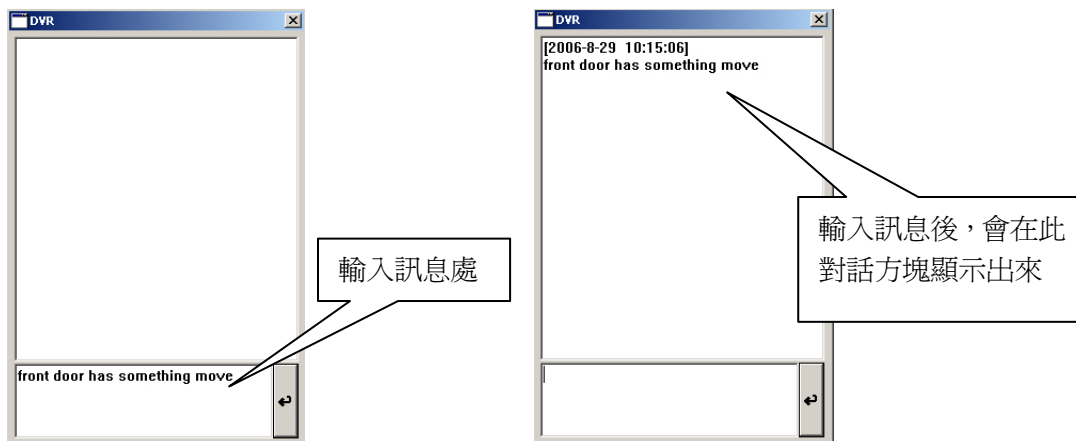 DVR
front door has something move
輸入訊息處
DVR
[2006-8-29 10:15:06]
front door has something move
輸入訊息後，會在此
對話方塊顯示出來